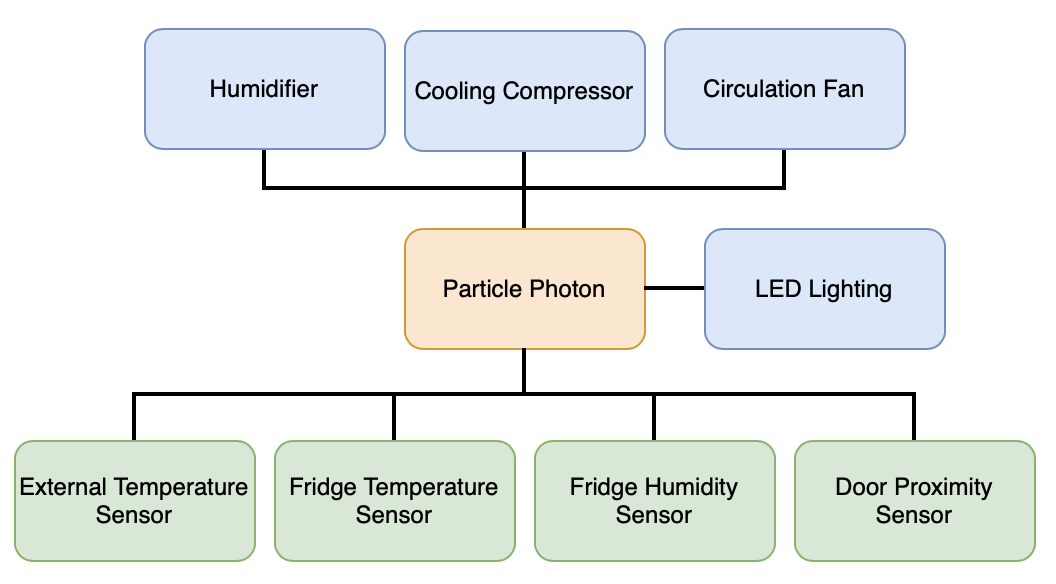 Humidifier
Cooling Compressor
Circulation Fan
Particle Photon
LED Lighting
External Temperature
Sensor
Fridge Temperature
Sensor
Fridge Humidity
Sensor
Door Proximity
Sensor